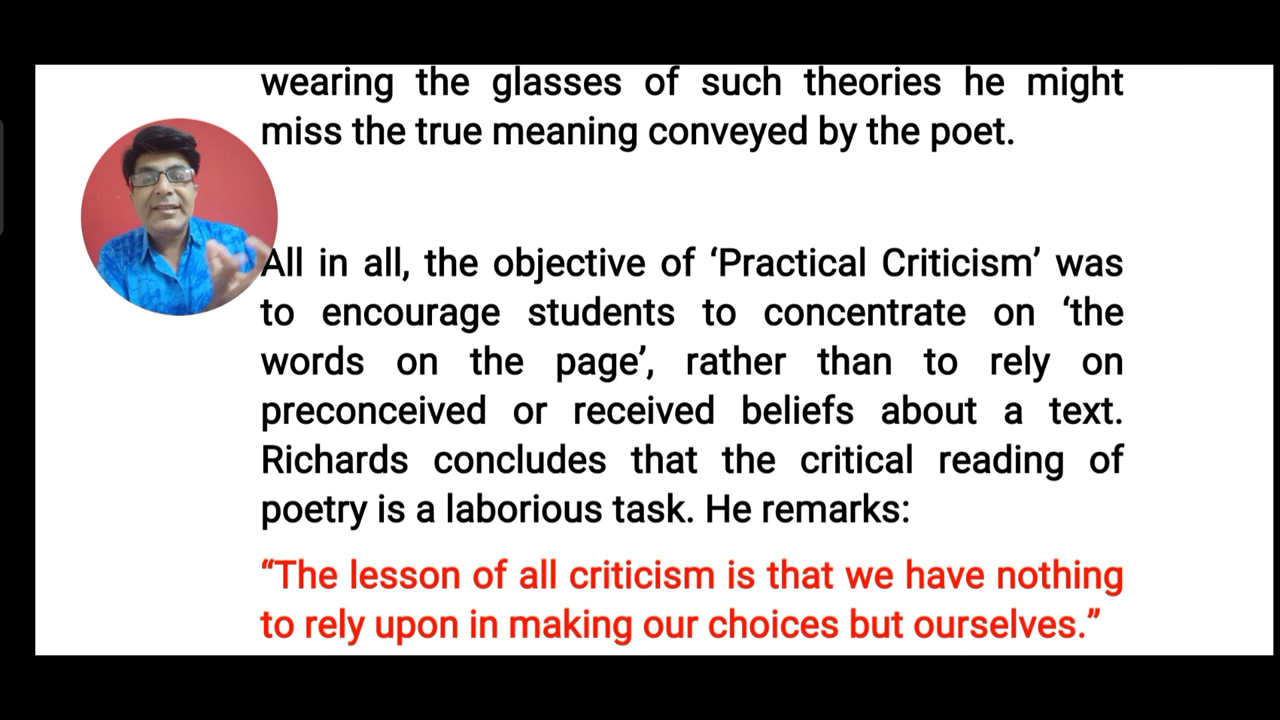 wearing the glasses of such theories he might
miss the true meaning conveyed by the poet.
All in all, the objective of ‘Practical Criticism’ was
to encourage students to concentrate on ‘the
words on the page’, rather than to rely on
preconceived or received beliefs about a text.
Richards concludes that the critical reading of
poetry is a laborious task. He remarks:
“The lesson of all criticism is that we have nothing
to rely upon in making our choices but ourselves.”